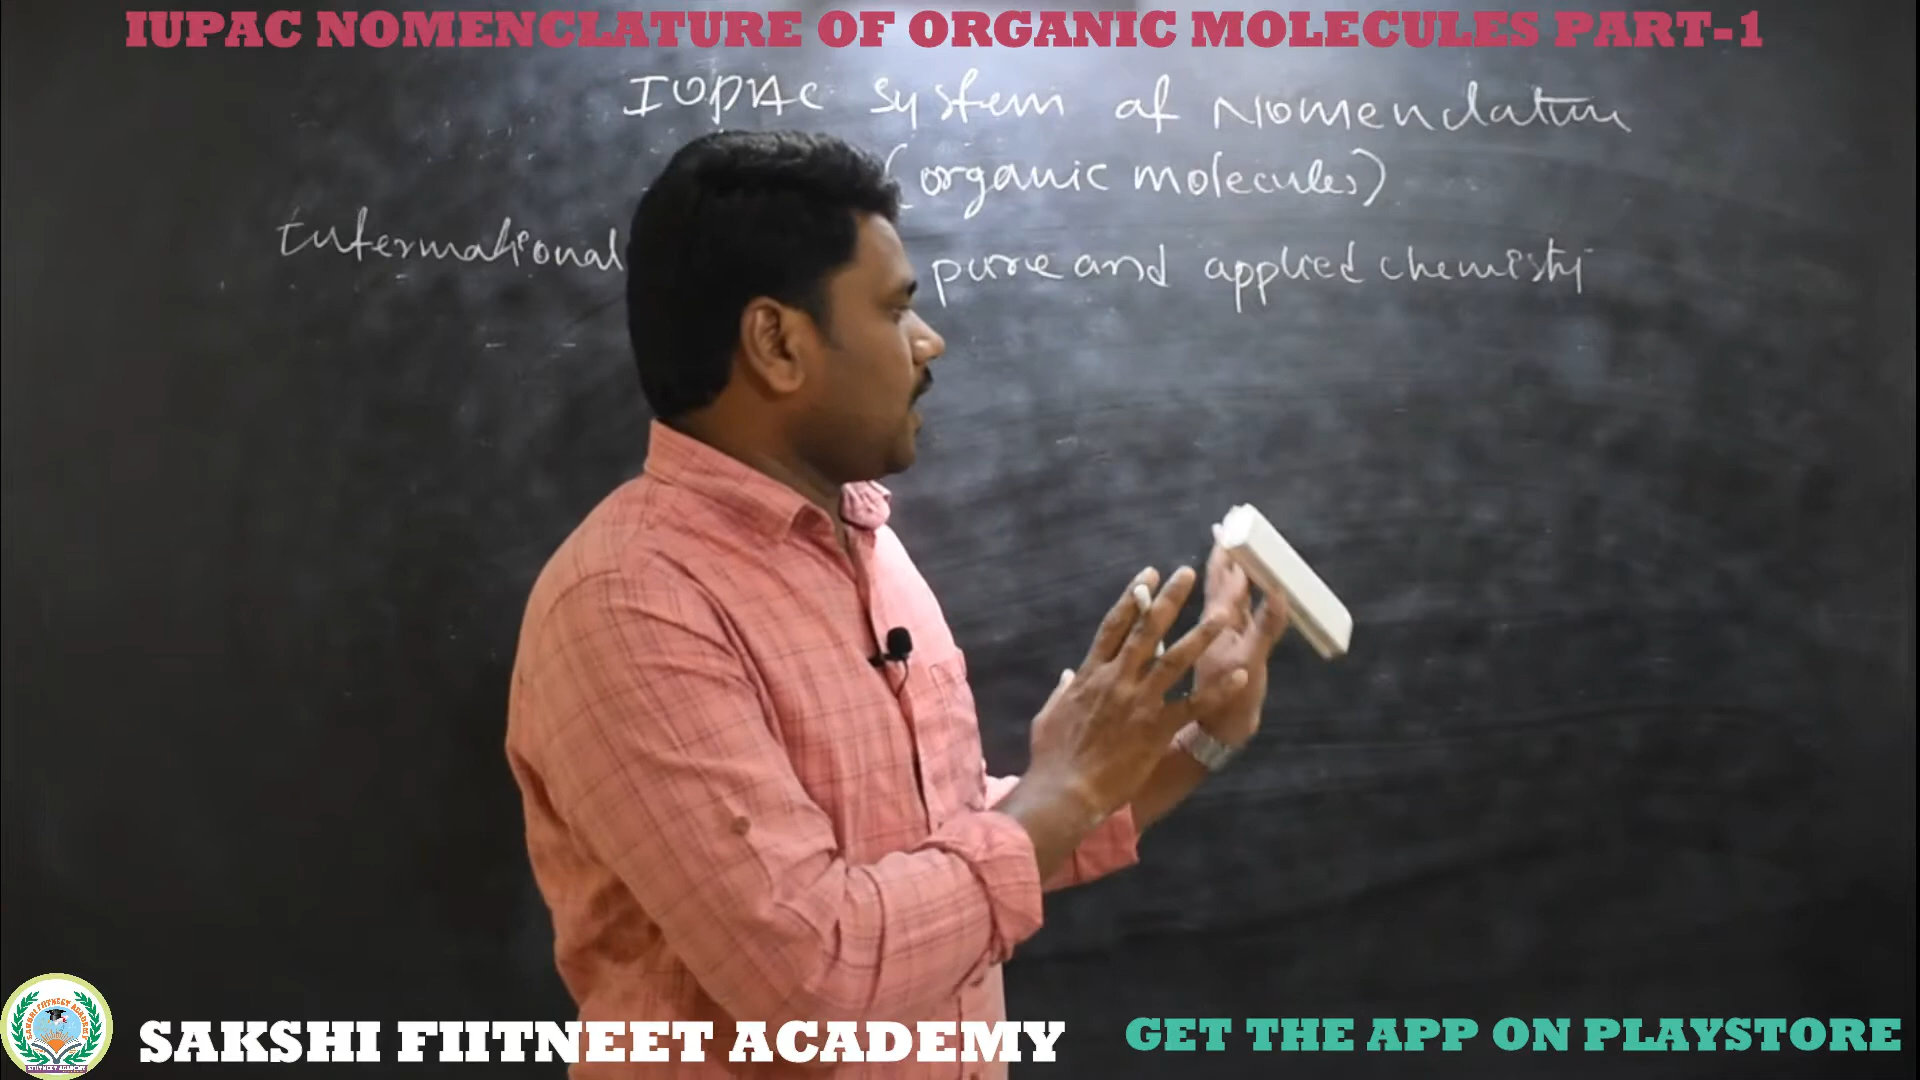 IUPAC NOMENCLATURE OF ORGANIC MOLECULES PART-1
IUPAC system of Nomenclature
(organic molecules)
International pure and applied chemistry
SAKSHI FIITNEET ACADEMY
GET THE APP ON PLAYSTORE